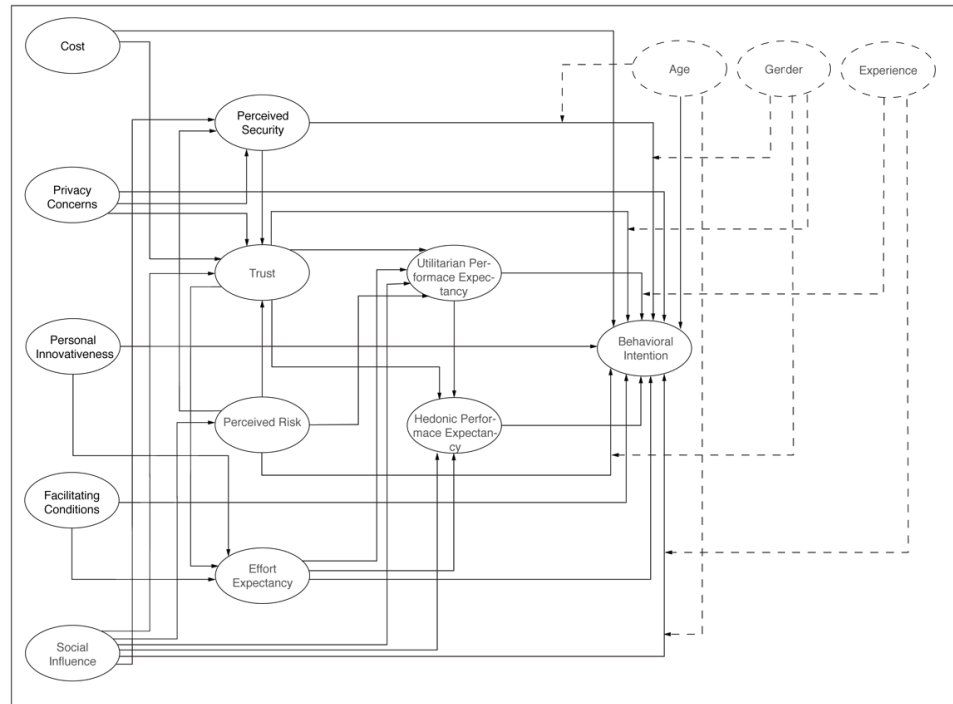 Cost
Age
Gender
Experience
Perceived
Security
Privacy
Concerns
Trust
Utilitarian Per-
formace Expec-
tancy
Personal
Innovativeness
Behavioral
Intention
Perceived Risk
Hedonic Perfor-
mace Expectan-
cy
Facilitating
Conditions
Effort
Expectancy
Social
Influence